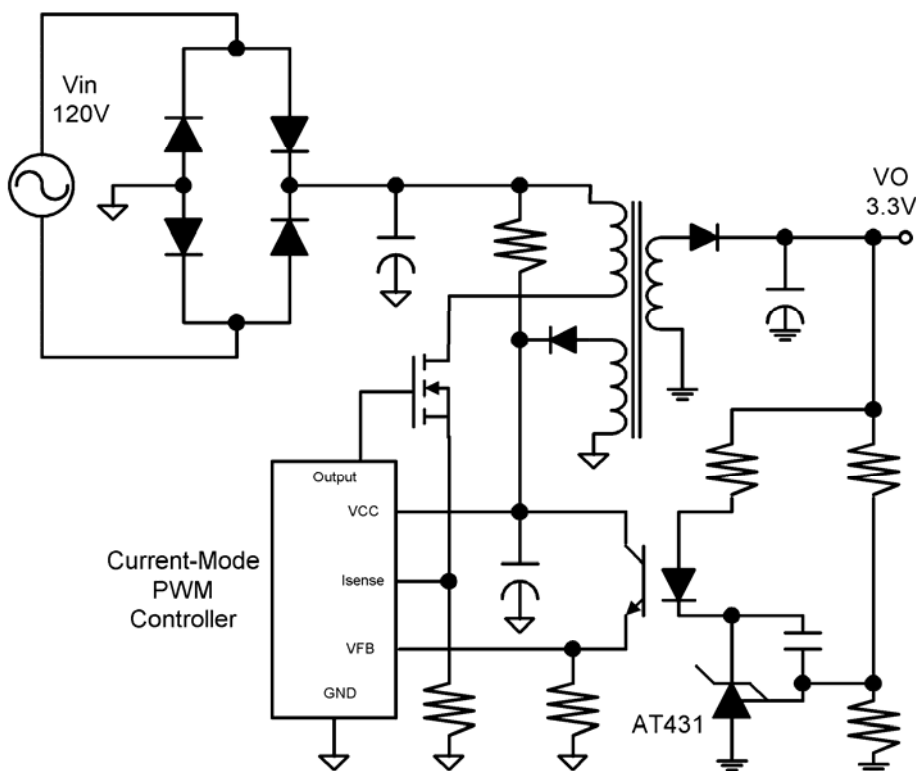 Vin
120V
VO
3.3V
Output
VCC
Current-Mode
PWM
Controller
Isense
VFB
GND
AT431